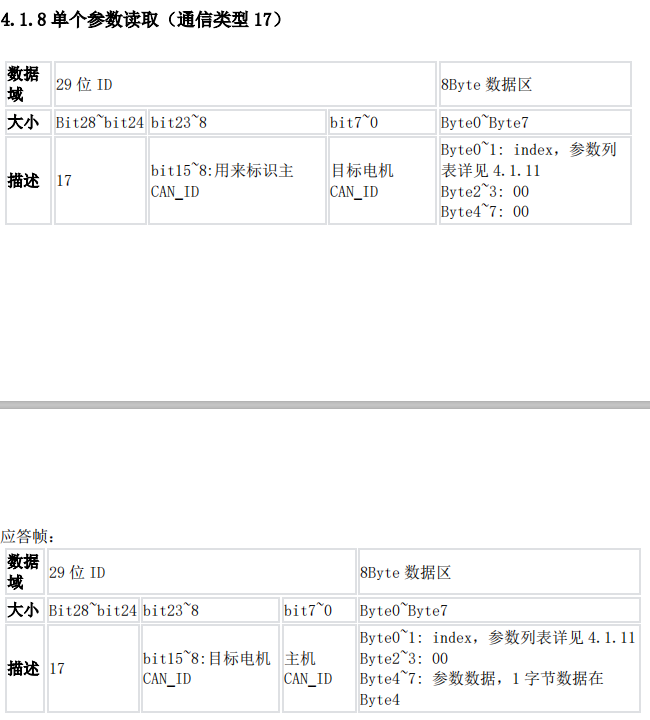 4.1.8 单个参数读取（通信类型 17）
数据域 29 位 ID 8Byte 数据区
大小 Bit28~bit24 bit23~8 bit7~0 Byte0~Byte7
描述 17 bit15~8:用来标识主 CAN_ID 目标电机 CAN_ID Byte0~1: index，参数列表详见 4.1.11
Byte2~3: 00
Byte4~7: 00
应答帧：
数据域 29 位 ID 8Byte 数据区
大小 Bit28~bit24 bit23~8 bit7~0 Byte0~Byte7
描述 17 bit15~8:目标电机 CAN_ID 主机 CAN_ID Byte0~1: index，参数列表详见 4.1.11
Byte2~3: 00
Byte4~7: 参数数据，1 字节数据在 Byte4